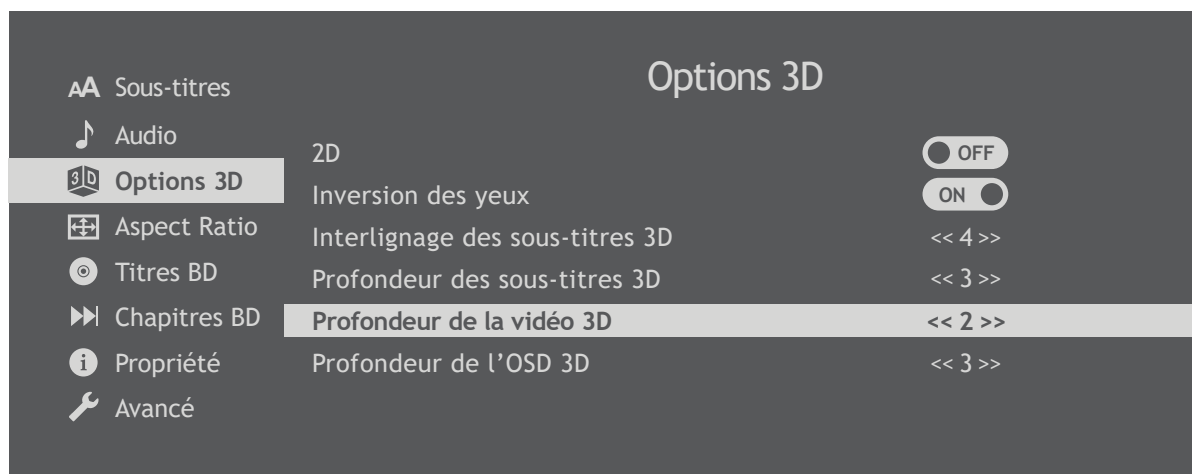 Options 3D
AA Sous-titres
Audio
3D Options 3D
Aspect Ratio
Titres BD
Chapitres BD
i Propriété
Avancé
2D OFF
Inversion des yeux ON
Interlignage des sous-titres 3D << 4 >>
Profondeur des sous-titres 3D << 3 >>
Profondeur de la vidéo 3D << 2 >>
Profondeur de l’OSD 3D << 3 >>